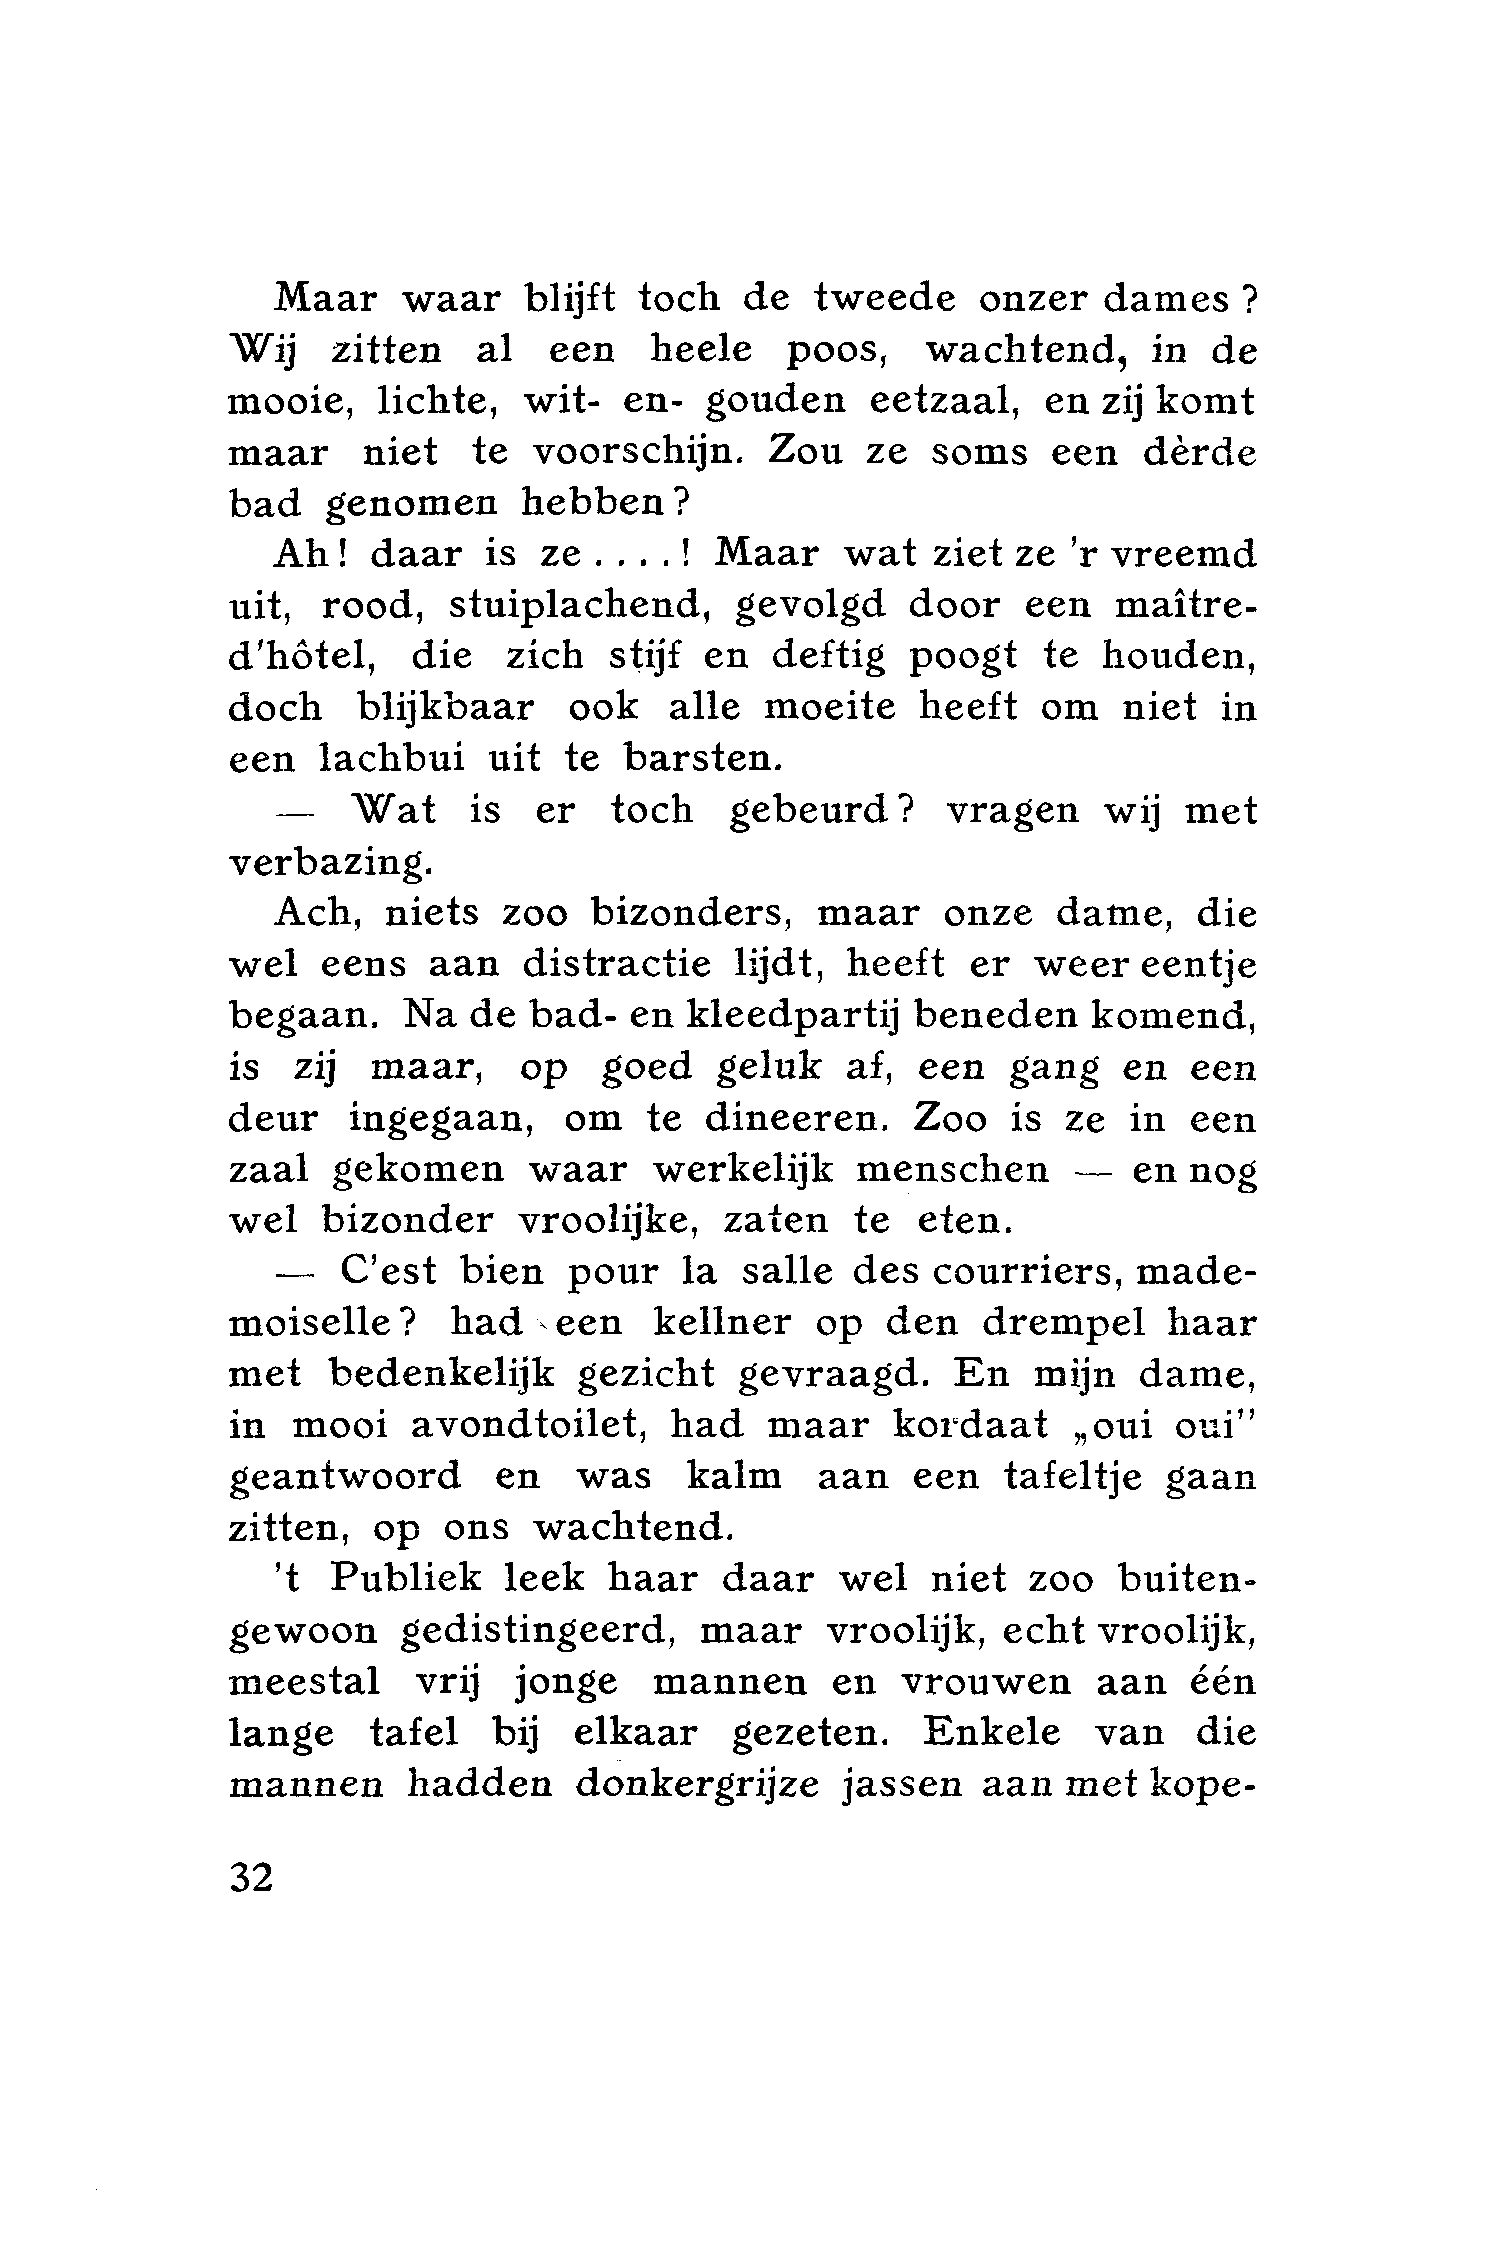 Maar waar blijft toch de tweede onzer dames ?
Wij zitten al een heele poos, wachtend, in de
mooie, lichte, wit- en- gouden eetzaal, en zij komt
maar niet te voorschijn. Zou ze soms een dèrde
bad genomen hebben ?
Ah ! daar is ze . . . . ! Maar wat ziet ze 'r vreemd
uit, rood, stuiplachend, gevolgd door een maître-
d'hôtel, die zich stijf en deftig poogt te houden,
doch blijkbaar ook alle moeite heeft om niet in
een lachbui uit te barsten.
— Wat is er toch gebeurd ? vragen wij met
verbazing.
Ach, niets zoo bizonders, maar onze dame, die
wel eens aan distractie lijdt, heeft er weer eentje
begaan. Na de bad- en kleedpartij beneden komend,
is zij maar, op goed geluk af, een gang en een
deur ingegaan, om te dineeren. Zoo is ze in een
zaal gekomen waar werkelijk menschen — en nog
wel bizonder vroolijke, zaten te eten.
— C'est bien pour la salle des courriers, made-
moiselle ? had een kellner op den drempel haar
met bedenkelijk gezicht gevraagd. En mijn dame,
in mooi avondtoilet, had maar kordaat „oui oui”
geantwoord en was kalm aan een tafeltje gaan
zitten, op ons wachtend.
't Publiek leek haar daar wel niet zoo buiten-
gewoon gedistingeerd, maar vroolijk, echt vroolijk,
meestal vrij jonge mannen en vrouwen aan één
lange tafel bij elkaar gezeten. Enkele van die
mannen hadden donkergrijze jassen aan met kope-
32